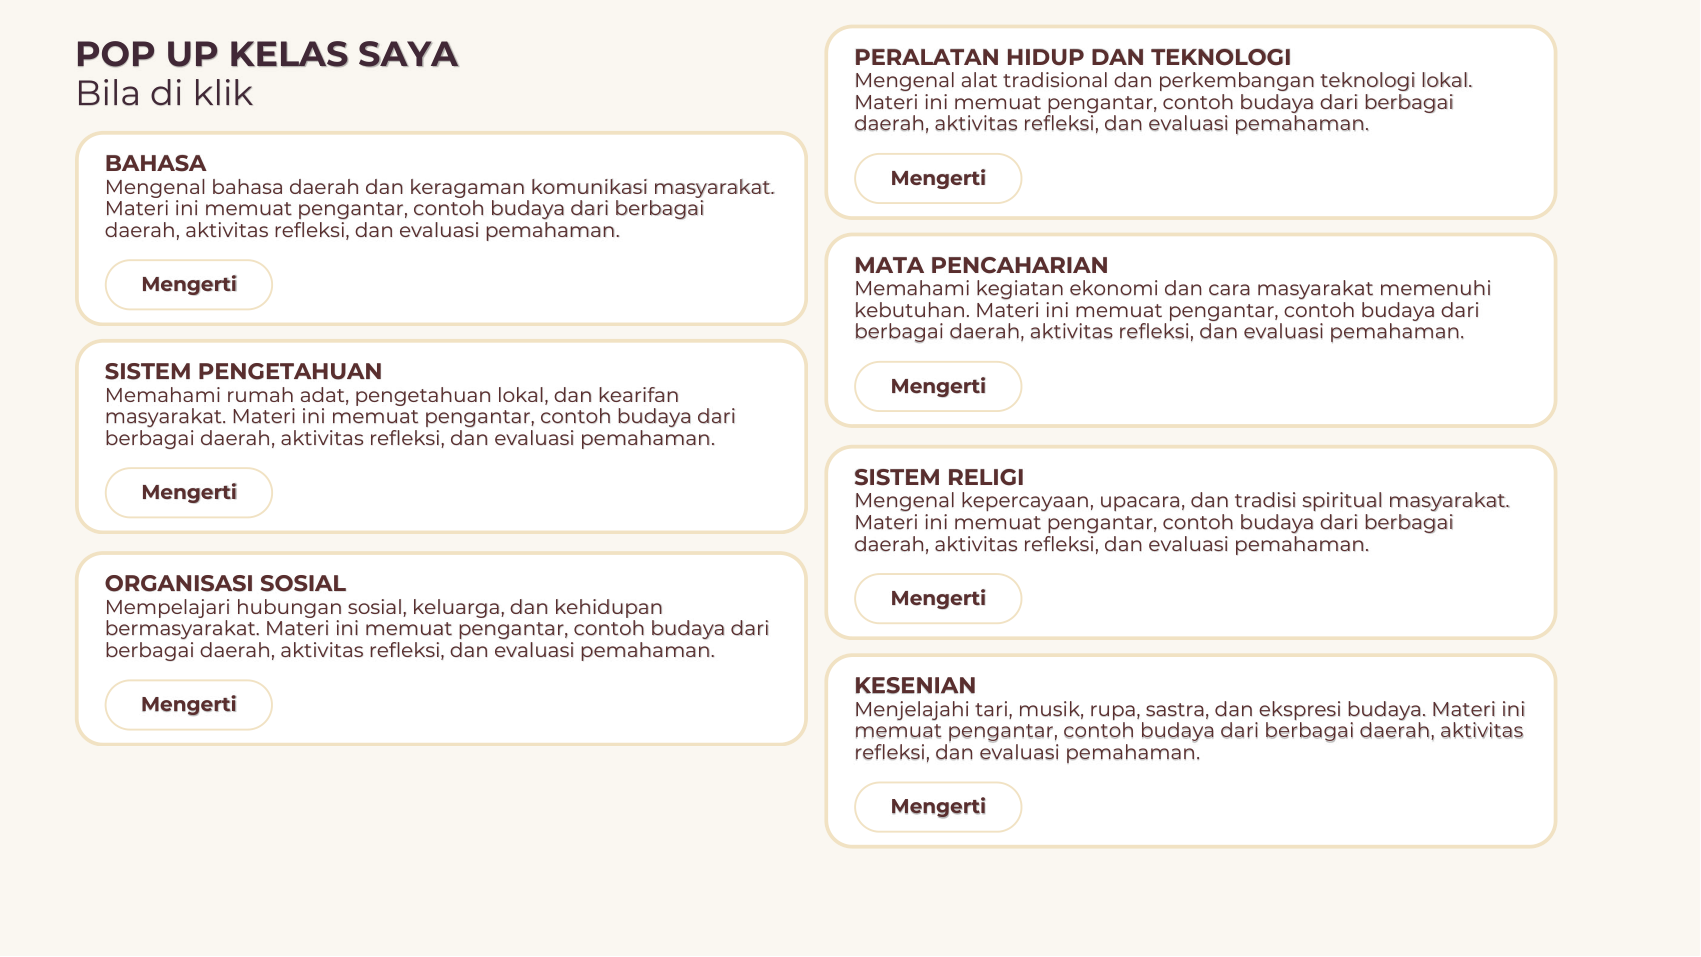 POP UP KELAS SAYA
Bila di klik
BAHASA
Mengenal bahasa daerah dan keragaman komunikasi masyarakat.
Materi ini memuat pengantar, contoh budaya dari berbagai
daerah, aktivitas refleksi, dan evaluasi pemahaman.
Mengerti
SISTEM PENGETAHUAN
Memahami rumah adat, pengetahuan lokal, dan kearifan
masyarakat. Materi ini memuat pengantar, contoh budaya dari
berbagai daerah, aktivitas refleksi, dan evaluasi pemahaman.
Mengerti
ORGANISASI SOSIAL
Mempelajari hubungan sosial, keluarga, dan kehidupan
bermasyarakat. Materi ini memuat pengantar, contoh budaya dari
berbagai daerah, aktivitas refleksi, dan evaluasi pemahaman.
Mengerti
PERALATAN HIDUP DAN TEKNOLOGI
Mengenal alat tradisional dan perkembangan teknologi lokal.
Materi ini memuat pengantar, contoh budaya dari berbagai
daerah, aktivitas refleksi, dan evaluasi pemahaman.
Mengerti
MATA PENCAHARIAN
Memahami kegiatan ekonomi dan cara masyarakat memenuhi
kebutuhan. Materi ini memuat pengantar, contoh budaya dari
berbagai daerah, aktivitas refleksi, dan evaluasi pemahaman.
Mengerti
SISTEM RELIGI
Mengenal kepercayaan, upacara, dan tradisi spiritual masyarakat.
Materi ini memuat pengantar, contoh budaya dari berbagai
daerah, aktivitas refleksi, dan evaluasi pemahaman.
Mengerti
KESENIAN
Menjelajahi tari, musik, rupa, sastra, dan ekspresi budaya. Materi ini
memuat pengantar, contoh budaya dari berbagai daerah, aktivitas
refleksi, dan evaluasi pemahaman.
Mengerti